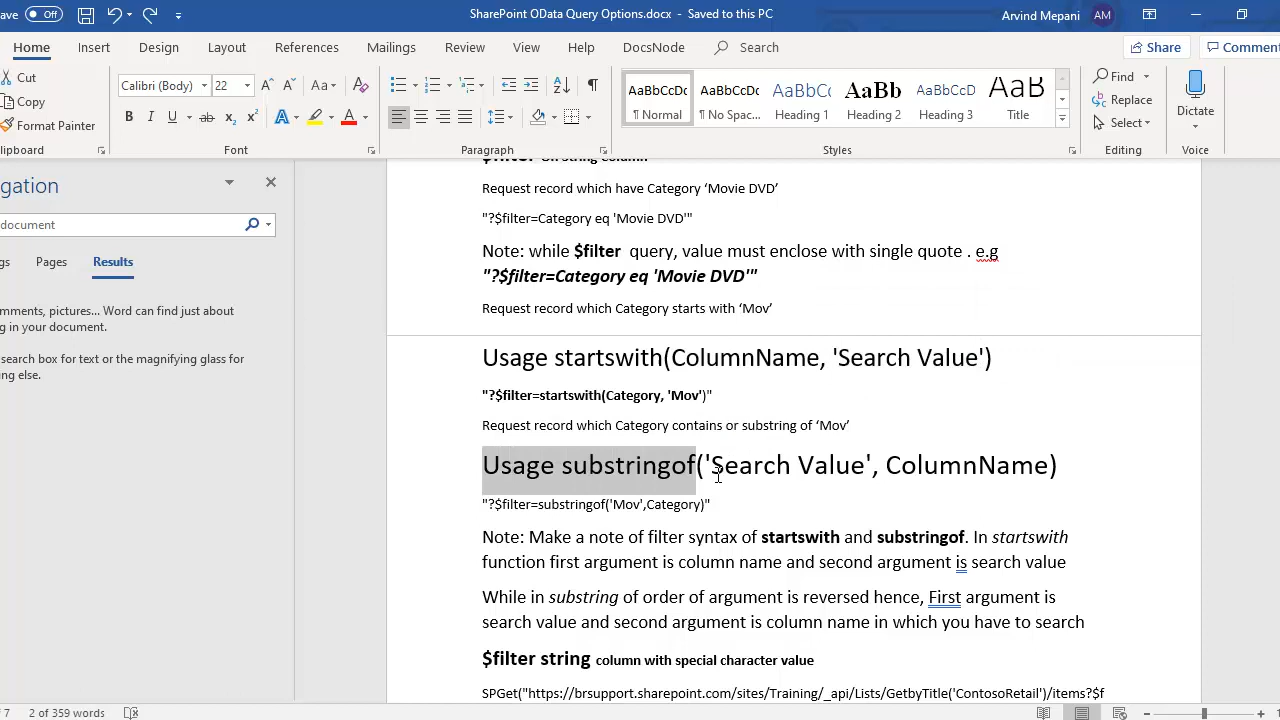 ave Off SharePoint OData Query Options.docx - Saved to this PC Arvind Mepani AM
Home Insert Design Layout References Mailings Review View Help DocsNode Search Share Comment
Cut
Copy
Format Painter
lipboard
Calibri (Body) 22
Font
Paragraph
AaBbCcDc AaBbCcDc AaBbCc AaBb AaBbCcD AaB
¶ Normal ¶ No Spac... Heading 1 Heading 2 Heading 3 Title
Styles
Find
Replace
Select
Editing
Dictate
Voice
gation
document
gs Pages Results
mments, pictures... Word can find just about
g in your document.
search box for text or the magnifying glass for
ng else.
$filter on string column
Request record which have Category ‘Movie DVD’
"?$filter=Category eq 'Movie DVD'"
Note: while $filter query, value must enclose with single quote . e.g
"?$filter=Category eq 'Movie DVD'"
Request record which Category starts with ‘Mov’
Usage startswith(ColumnName, 'Search Value')
"?$filter=startswith(Category, 'Mov')"
Request record which Category contains or substring of ‘Mov’
Usage substringof('Search Value', ColumnName)
"?$filter=substringof('Mov',Category)"
Note: Make a note of filter syntax of startswith and substringof. In startswith
function first argument is column name and second argument is search value
While in substring of order of argument is reversed hence, First argument is
search value and second argument is column name in which you have to search
$filter string column with special character value
SPGet("https://brsupport.sharepoint.com/sites/Training/_api/Lists/GetbyTitle('ContosoRetail')/items?$f
f 7 2 of 359 words